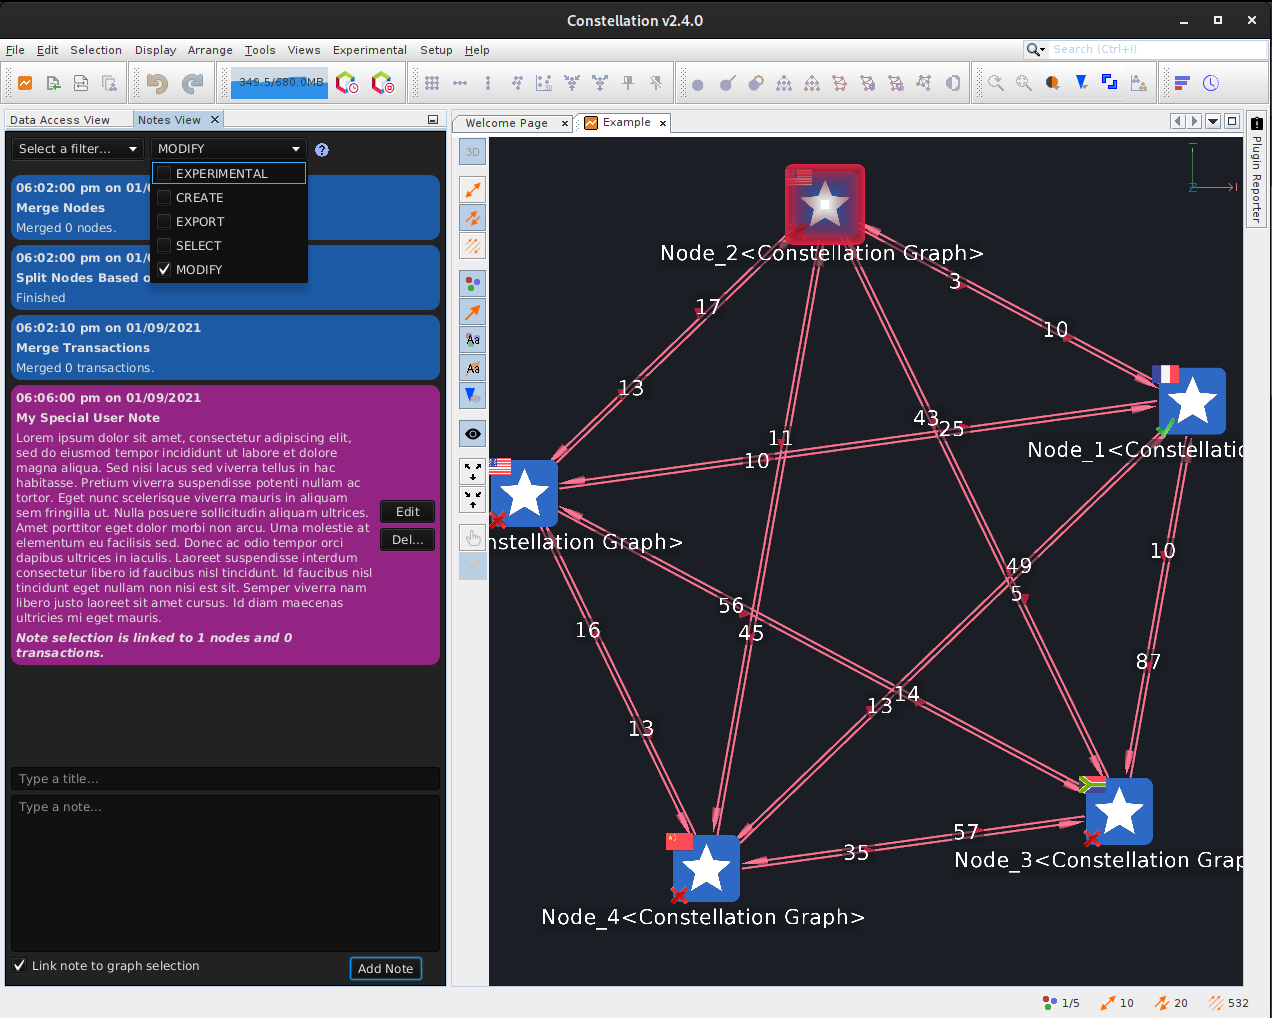 Constellation v2.4.0
File Edit Selection Display Arrange Tools Views Experimental Setup Help
Search (Ctrl+I)
349.5/680.0MB
Data Access View
Notes View
Welcome Page
Example
Select a filter...
MODIFY
EXPERIMENTAL
CREATE
EXPORT
SELECT
MODIFY
06:02:00 pm on 01/0
Merge Nodes
Merged 0 nodes.
06:02:00 pm on 01/0
Split Nodes Based o
Finished
06:02:10 pm on 01/09/2021
Merge Transactions
Merged 0 transactions.
06:06:00 pm on 01/09/2021
My Special User Note
Lorem ipsum dolor sit amet, consectetur adipiscing elit,
sed do eiusmod tempor incididunt ut labore et dolore
magna aliqua. Sed nisi lacus sed viverra tellus in hac
habitasse. Pretium viverra suspendisse potenti nullam ac
tortor. Eget nunc scelerisque viverra mauris in aliquam
sem fringilla ut. Nulla posuere sollicitudin aliquam ultrices.
Amet porttitor eget dolor morbi non arcu. Urna molestie at
elementum eu facilisis sed. Donec ac odio tempor orci
dapibus ultrices in iaculis. Laoreet suspendisse interdum
consectetur libero id faucibus nisl tincidunt. Id faucibus nisl
tincidunt eget nullam non nisi est sit. Semper viverra nam
libero justo laoreet sit amet cursus. Id diam maecenas
ultricies mi eget mauris.
Note selection is linked to 1 nodes and 0
transactions.
Edit
Del...
Type a title...
Type a note...
Link note to graph selection
Add Note
3D
Aa
Aa
Node_2<Constellation Graph>
3
17
10
13
43
25
11
10
Node_1<Constellatio
nstellation Graph>
10
49
5
56
16
45
87
14
13
13
57
35
Node_3<Constellation Grap
Node_4<Constellation Graph>
Plugin Reporter
1/5
10
20
532